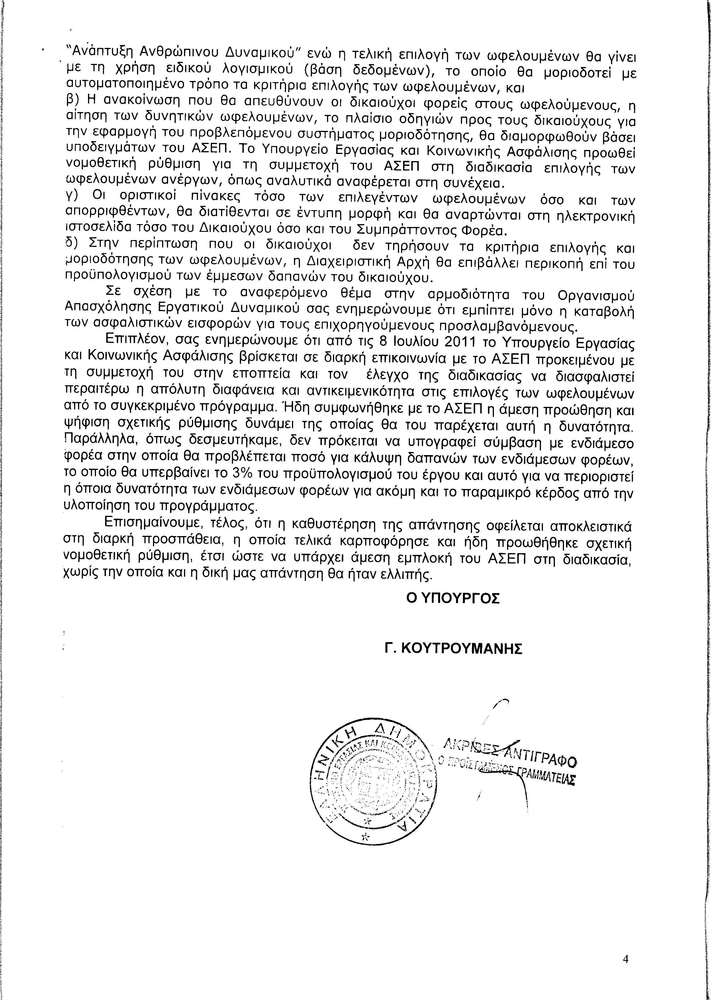 "Ανάπτυξη Ανθρώπινου Δυναμικού" ενώ η τελική επιλογή των ωφελουμένων θα γίνει
με τη χρήση ειδικού λογισμικού (βάση δεδομένων), το οποίο θα μοριοδοτεί με
αυτοματοποιημένο τρόπο τα κριτήρια επιλογής των ωφελουμένων, και
β) Η ανακοίνωση που θα απευθύνουν οι δικαιούχοι φορείς στους ωφελούμενους, η
αίτηση των δυνητικών ωφελουμένων, το πλαίσιο οδηγιών προς τους δικαιούχους για
την εφαρμογή του προβλεπόμενου συστήματος μοριοδότησης, θα διαμορφωθούν βάσει
υποδειγμάτων του ΑΣΕΠ. Το Υπουργείο Εργασίας και Κοινωνικής Ασφάλισης προωθεί
νομοθετική ρύθμιση για τη συμμετοχή του ΑΣΕΠ στη διαδικασία επιλογής των
ωφελουμένων ανέργων, όπως αναλυτικά αναφέρεται στη συνέχεια.
γ) Οι οριστικοί πίνακες τόσο των επιλεγέντων ωφελουμένων όσο και των
απορριφθέντων, θα διατίθενται σε έντυπη μορφή και θα αναρτώνται στη ηλεκτρονική
ιστοσελίδα τόσο του Δικαιούχου όσο και του Συμπράττοντος Φορέα.
δ) Στην περίπτωση που οι δικαιούχοι δεν τηρήσουν τα κριτήρια επιλογής και
μοριοδότησης των ωφελουμένων, η Διαχειριστική Αρχή θα επιβάλλει περικοπή επί του
προϋπολογισμού των έμμεσων δαπανών του δικαιούχου.
Σε σχέση με το αναφερόμενο θέμα στην αρμοδιότητα του Οργανισμού
Απασχόλησης Εργατικού Δυναμικού σας ενημερώνουμε ότι εμπίπτει μόνο η καταβολή
των ασφαλιστικών εισφορών για τους επιχορηγούμενους προσλαμβανόμενους.
Επιπλέον, σας ενημερώνουμε ότι από τις 8 Ιουλίου 2011 το Υπουργείο Εργασίας
και Κοινωνικής Ασφάλισης βρίσκεται σε διαρκή επικοινωνία με το ΑΣΕΠ προκειμένου με
τη συμμετοχή του στην εποπτεία και τον έλεγχο της διαδικασίας να διασφαλιστεί
περαιτέρω η απόλυτη διαφάνεια και αντικειμενικότητα στις επιλογές των ωφελουμένων
από το συγκεκριμένο πρόγραμμα. Ήδη συμφωνήθηκε με το ΑΣΕΠ η άμεση προώθηση και
ψήφιση σχετικής ρύθμισης δυνάμει της οποίας θα του παρέχεται αυτή η δυνατότητα.
Παράλληλα, όπως δεσμευτήκαμε, δεν πρόκειται να υπογραφεί σύμβαση με ενδιάμεσο
φορέα στην οποία θα προβλέπεται ποσό για κάλυψη δαπανών των ενδιάμεσων φορέων,
το οποίο θα υπερβαίνει το 3% του προϋπολογισμού του έργου και αυτό για να περιοριστεί
η όποια δυνατότητα των ενδιάμεσων φορέων για ακόμη και το παραμικρό κέρδος από την
υλοποίηση του προγράμματος.
Επισημαίνουμε, τέλος, ότι η καθυστέρηση της απάντησης οφείλεται αποκλειστικά
στη διαρκή προσπάθεια, η οποία τελικά καρποφόρησε και ήδη προωθήθηκε σχετική
νομοθετική ρύθμιση, έτσι ώστε να υπάρχει άμεση εμπλοκή του ΑΣΕΠ στη διαδικασία,
χωρίς την οποία και η δική μας απάντηση θα ήταν ελλιπής.
Ο ΥΠΟΥΡΓΟΣ
Γ. ΚΟΥΤΡΟΥΜΑΝΗΣ
ΕΛΛΗΝΙΚΗ ΔΗΜΟΚΡΑΤΙΑ
ΑΚΡΙΒΕΣ ΑΝΤΙΓΡΑΦΟ
Ο ΠΡΟΪΣΤΑΜΕΝΟΣ ΓΡΑΜΜΑΤΕΙΑΣ
4